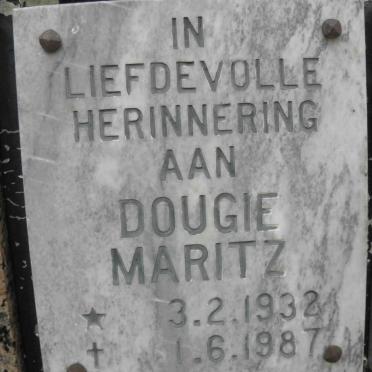 IN
LIEFDEVOLLE
HERINNERING
AAN
DOUGIE
MARITZ
★ 3.2.1932
✝ 1.6.1987